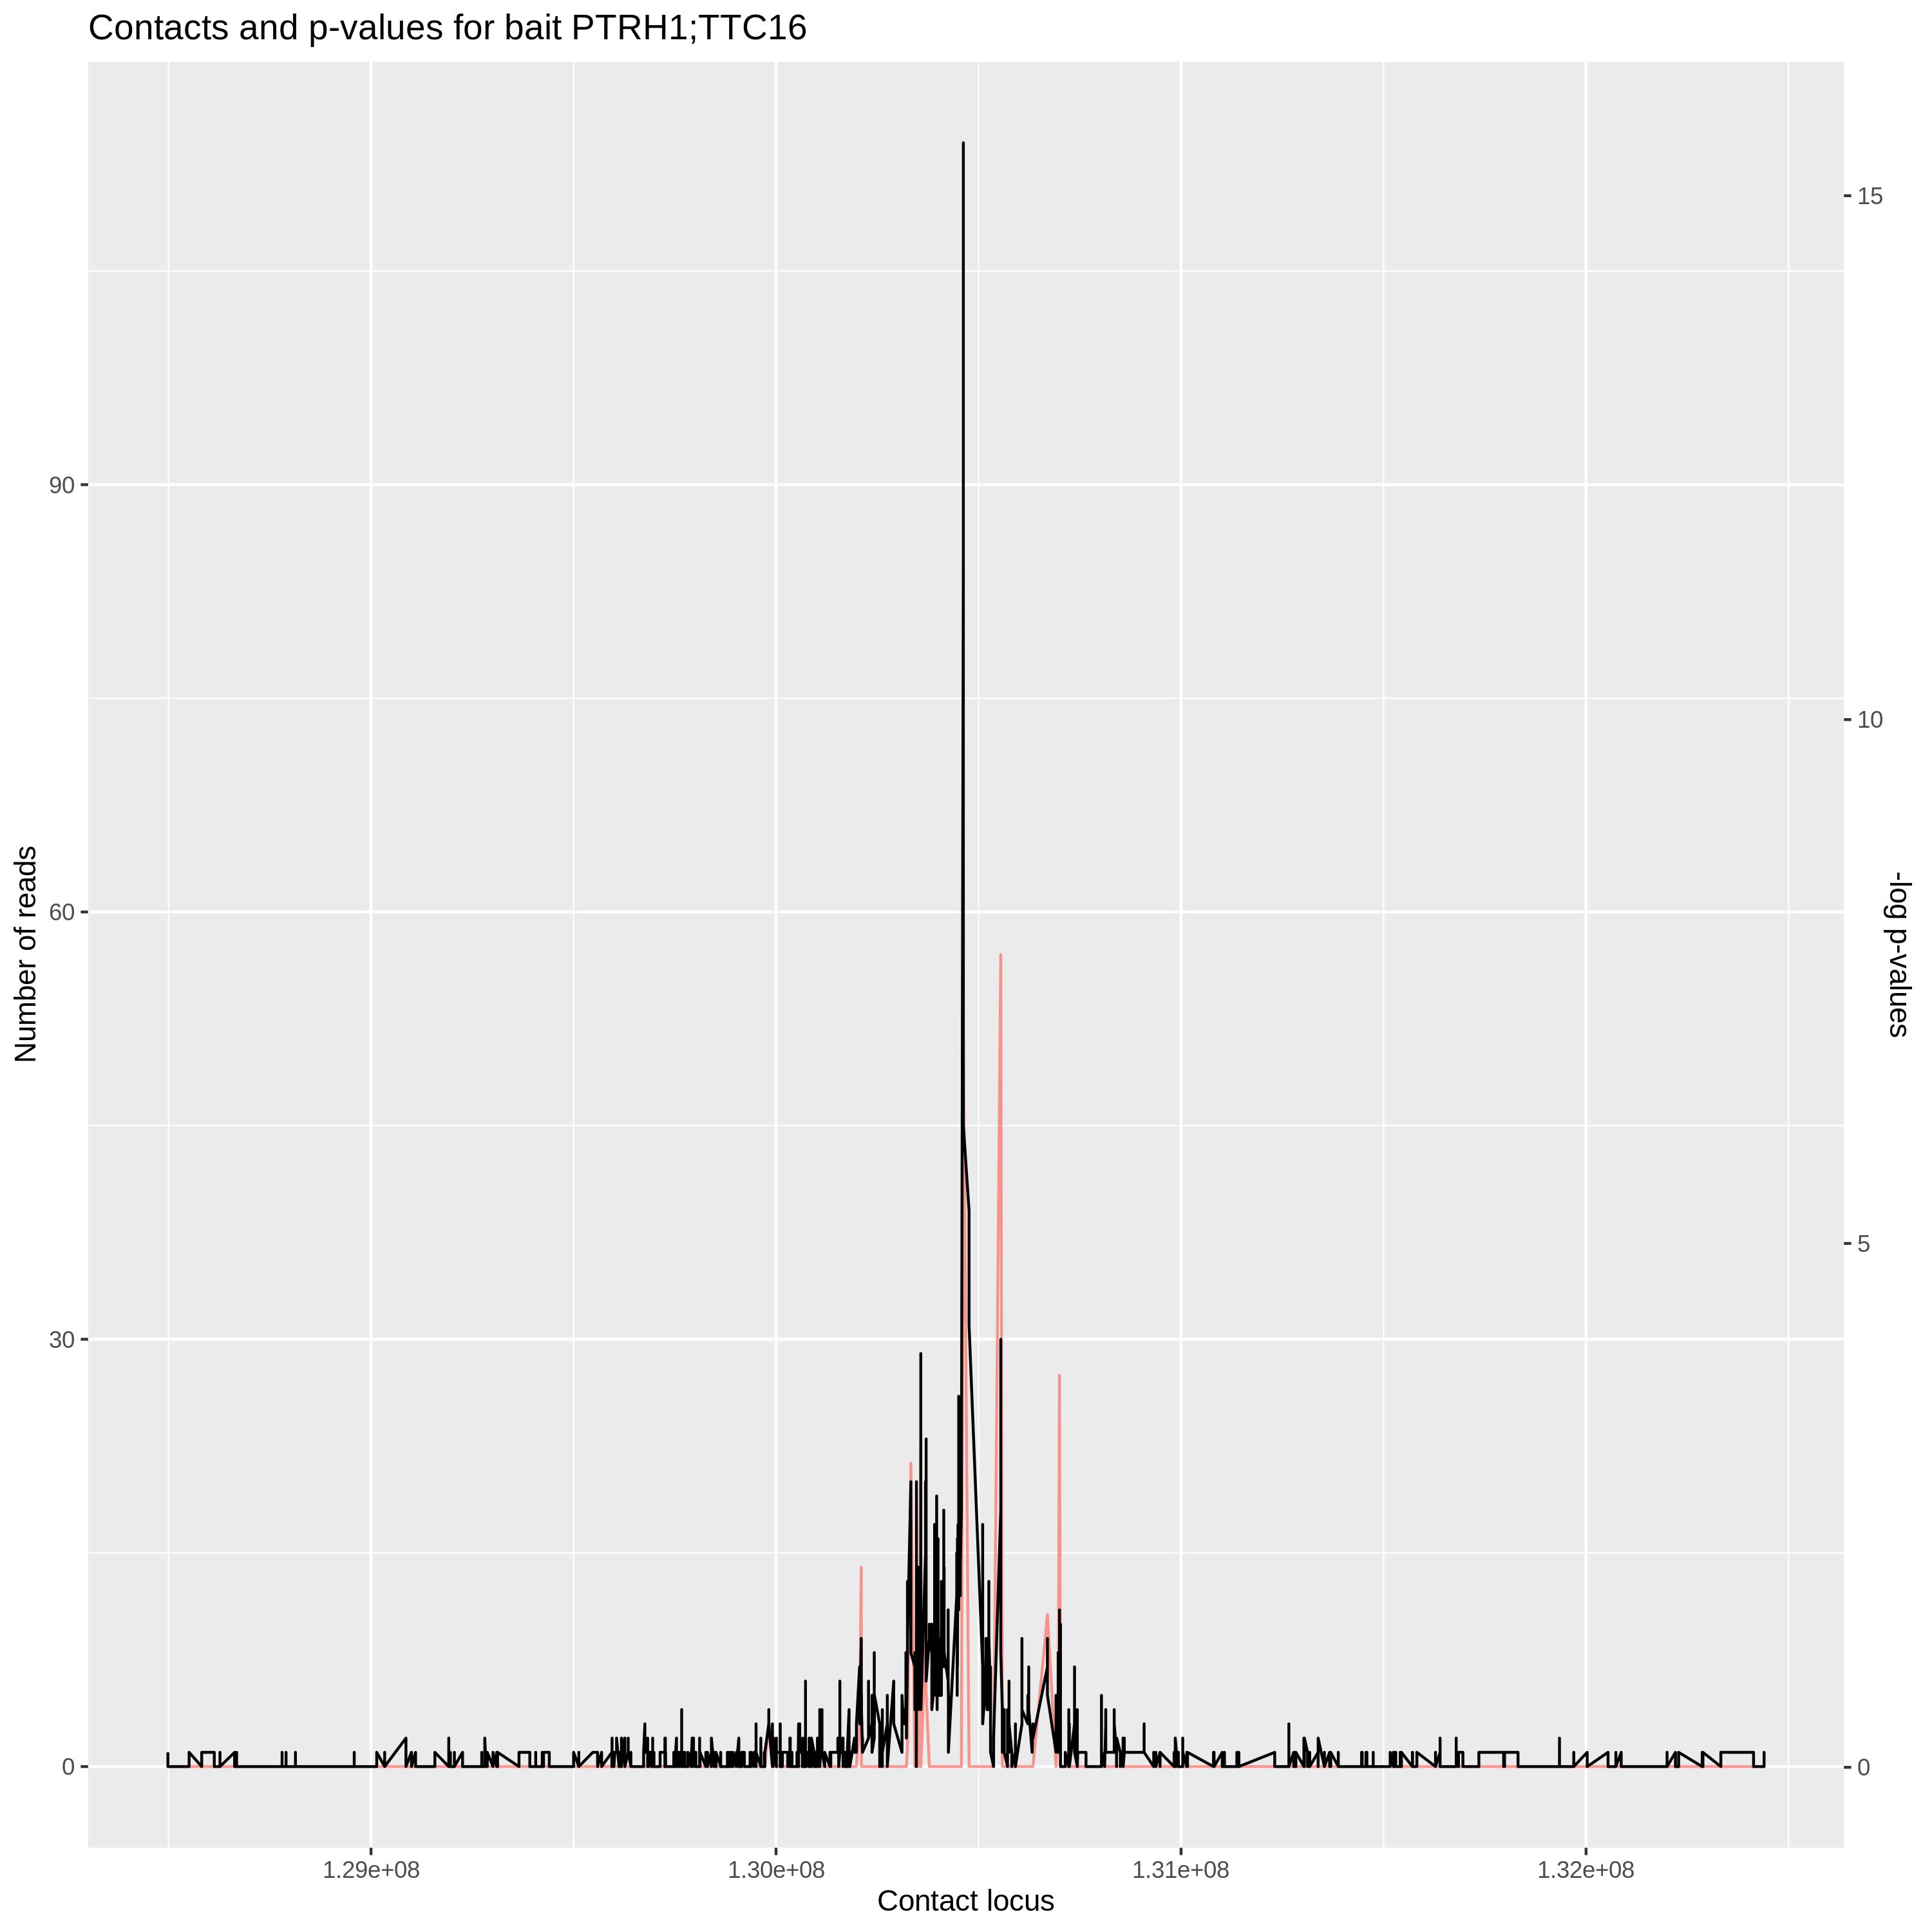 Contacts and p-values for bait PTRH1;TTC16
Number of reads
90
60
30
0
15
10
5
0
-log p-values
1.29e+08 1.30e+08 1.31e+08 1.32e+08
Contact locus